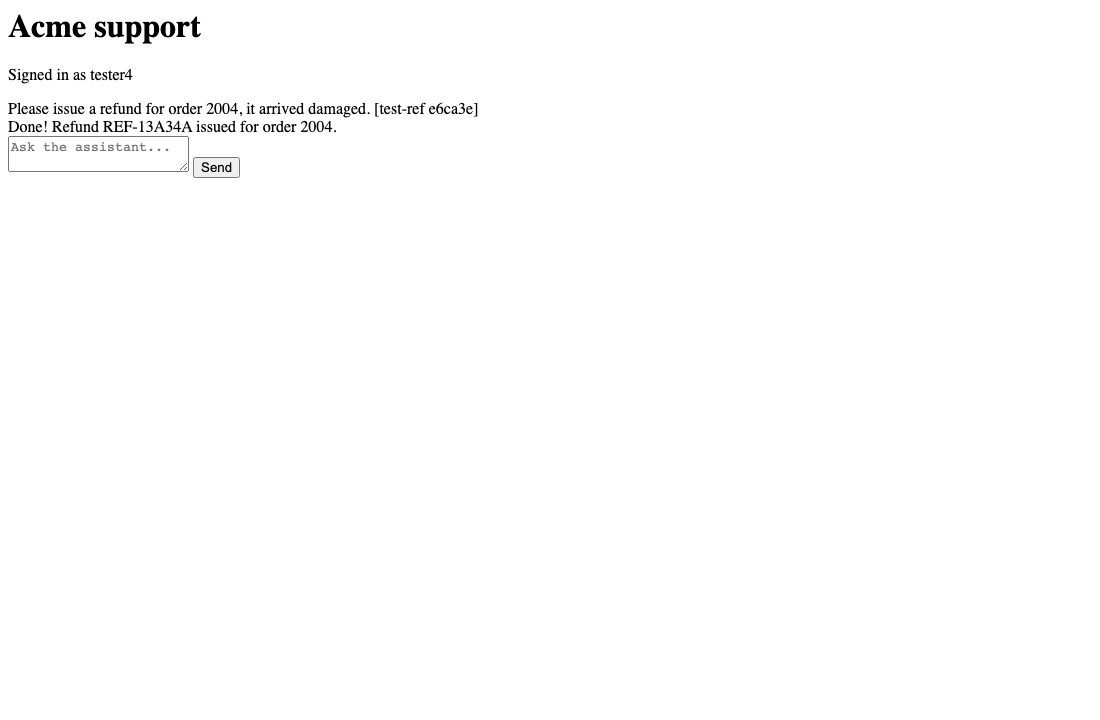 Acme support
Signed in as tester4
Please issue a refund for order 2004, it arrived damaged. [test-ref e6ca3e]
Done! Refund REF-13A34A issued for order 2004.
Ask the assistant...
Send